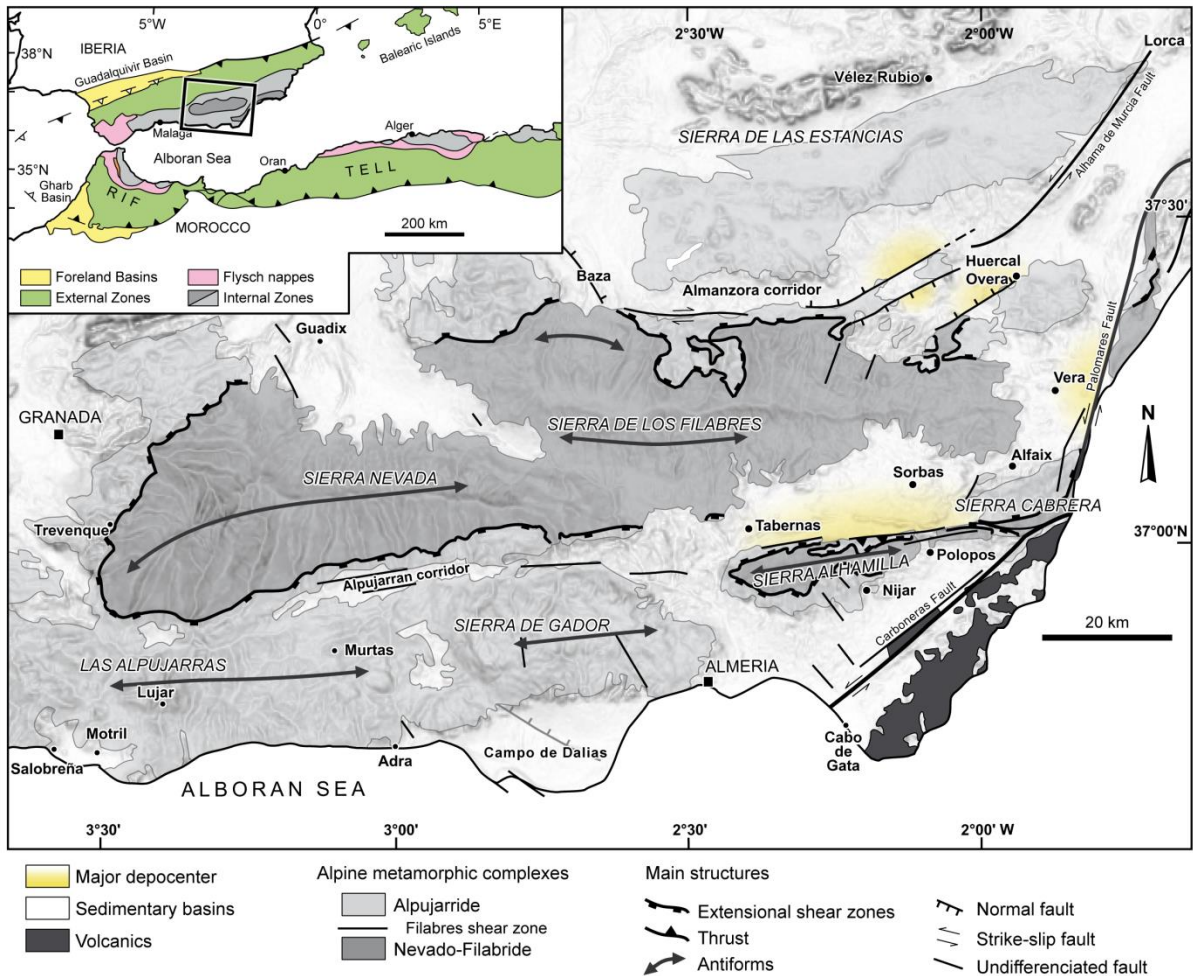 5°W
0°
5°E
38°N
IBERIA
Guadalquivir Basin
Balearic Islands
Malaga
Alger
Alboran Sea
Oran
35°N
TELL
Gharb
Basin
RIF
MOROCCO
200 km
Foreland Basins
Flysch nappes
External Zones
Internal Zones
2°30'W
2°00'W
Lorca
Vélez Rubio
SIERRA DE LAS ESTANCIAS
Alhama de Murcia Fault
37°30'
Huercal
Overa
Baza
Almanzora corridor
Guadix
Palomares Fault
Vera
GRANADA
N
SIERRA DE LOS FILABRES
SIERRA NEVADA
Alfaix
Sorbas
SIERRA CABRERA
Trevenque
Tabernas
37°00'N
Polopos
SIERRA ALHAMILLA
Alpujarran corridor
Nijar
Carboneras Fault
SIERRA DE GADOR
20 km
Murtas
LAS ALPUJARRAS
ALMERIA
Lujar
Motril
Salobreña
Adra
Campo de Dalias
Cabo
de
Gata
ALBORAN SEA
3°30'
3°00'
2°30'
2°00' W
Major depocenter
Sedimentary basins
Volcanics
Alpine metamorphic complexes
Alpujarride
Filabres shear zone
Nevado-Filabride
Main structures
Extensional shear zones
Thrust
Antiforms
Normal fault
Strike-slip fault
Undifferenciated fault